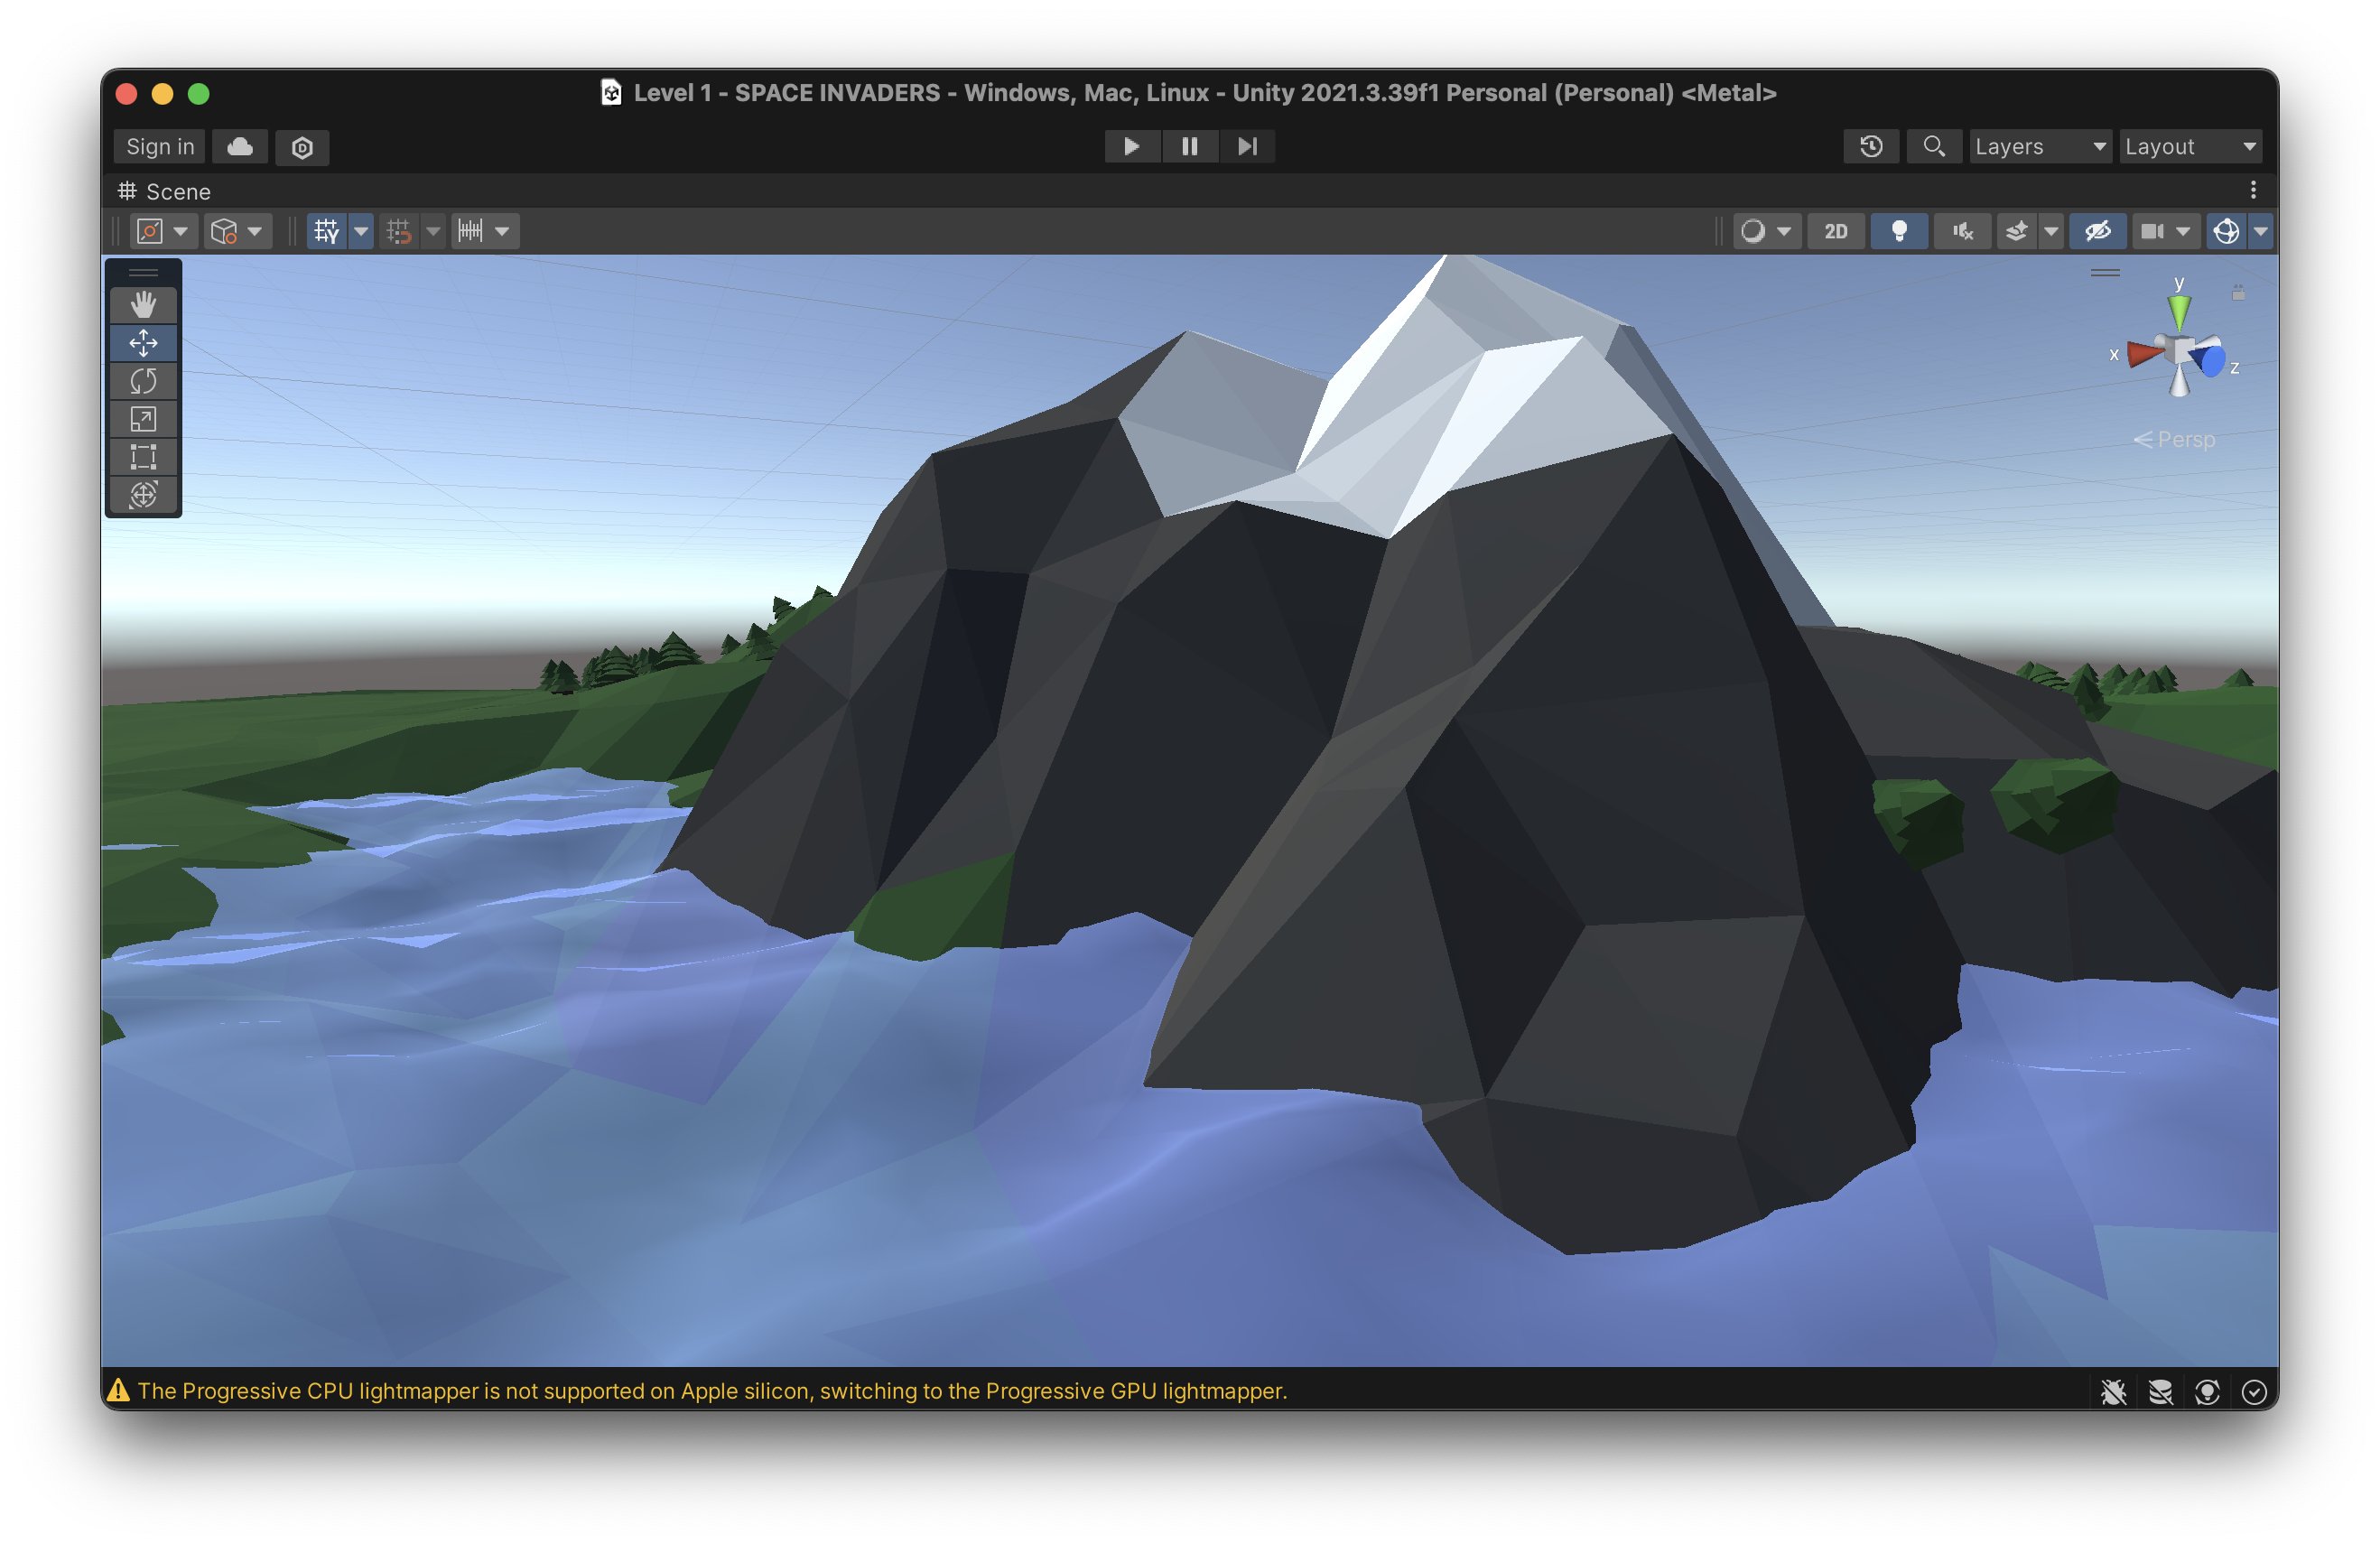 Level 1 - SPACE INVADERS - Windows, Mac, Linux - Unity 2021.3.39f1 Personal (Personal) <Metal>
Sign in
Layers
Layout
Scene
2D
y
x
z
Persp
The Progressive CPU lightmapper is not supported on Apple silicon, switching to the Progressive GPU lightmapper.